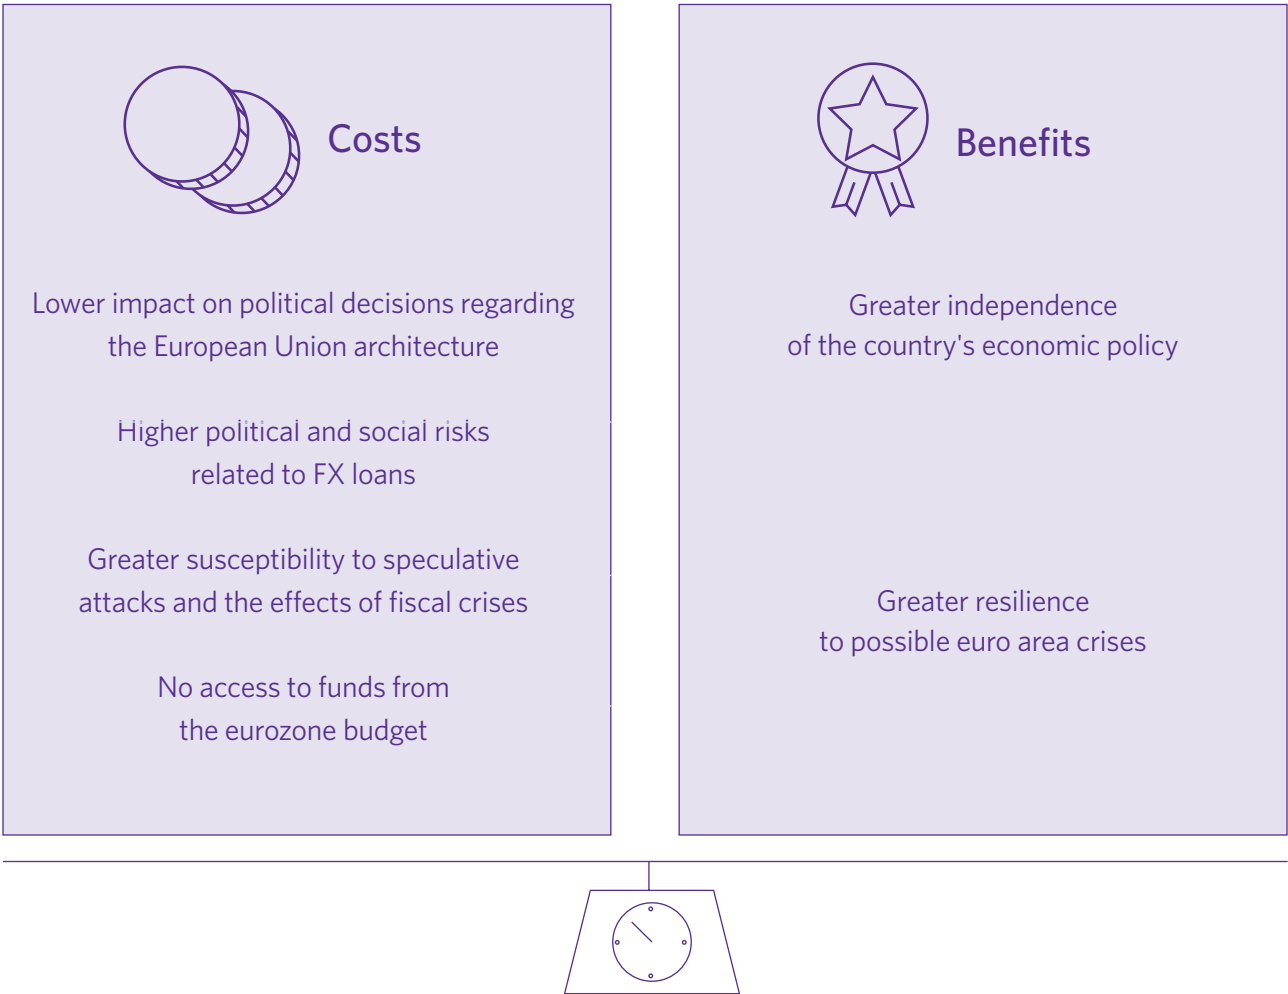 Costs
Lower impact on political decisions regarding
the European Union architecture
Higher political and social risks
related to FX loans
Greater susceptibility to speculative
attacks and the effects of fiscal crises
No access to funds from
the eurozone budget
Benefits
Greater independence
of the country's economic policy
Greater resilience
to possible euro area crises